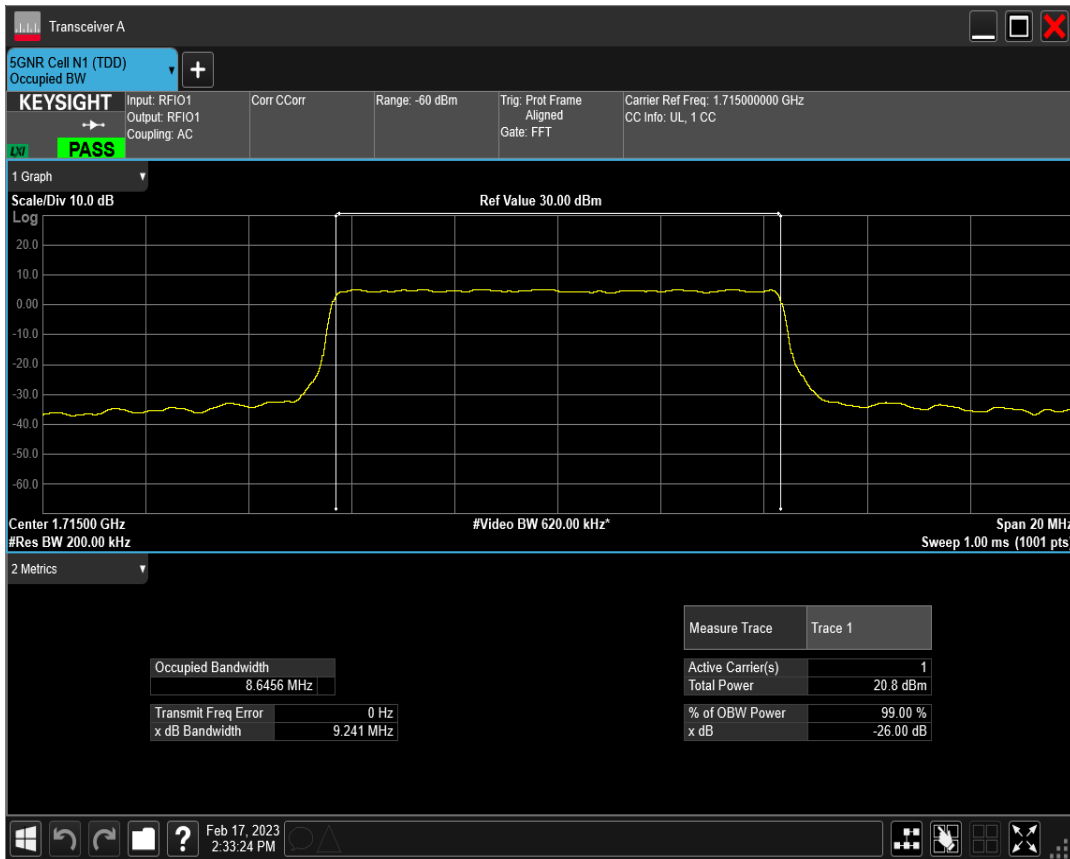 Transceiver A
5GNR Cell N1 (TDD)
Occupied BW
+
KEYSIGHT
LXI
PASS
Input: RFIO1
Output: RFIO1
Coupling: AC
Corr CCorr
Range: -60 dBm
Trig: Prot Frame
Aligned
Gate: FFT
Carrier Ref Freq: 1.715000000 GHz
CC Info: UL, 1 CC
1 Graph
Scale/Div 10.0 dB
Ref Value 30.00 dBm
Log
20.0
10.0
0.00
-10.0
-20.0
-30.0
-40.0
-50.0
-60.0
Center 1.71500 GHz
#Video BW 620.00 kHz*
Span 20 MHz
#Res BW 200.00 kHz
Sweep 1.00 ms (1001 pts)
2 Metrics
Measure Trace Trace 1
Occupied Bandwidth
8.6456 MHz
Active Carrier(s) 1
Total Power 20.8 dBm
Transmit Freq Error 0 Hz
x dB Bandwidth 9.241 MHz
% of OBW Power 99.00 %
x dB -26.00 dB
?
Feb 17, 2023
2:33:24 PM